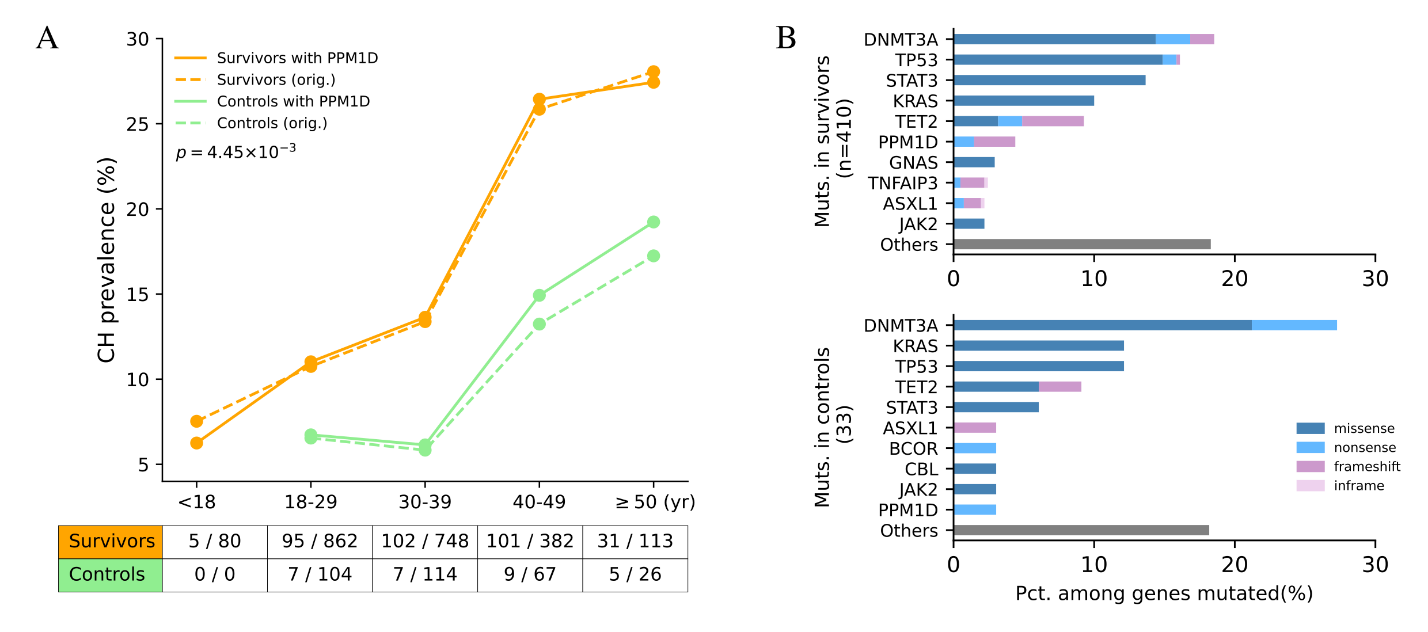 A
CH prevalence (%)
30
25
20
15
10
5
Survivors with PPM1D
Survivors (orig.)
Controls with PPM1D
Controls (orig.)
p = 4.45×10⁻³
<18 18-29 30-39 40-49 ≥ 50 (yr)
Survivors 5 / 80 95 / 862 102 / 748 101 / 382 31 / 113
Controls 0 / 0 7 / 104 7 / 114 9 / 67 5 / 26
B
Muts. in survivors
(n=410)
DNMT3A
TP53
STAT3
KRAS
TET2
PPM1D
GNAS
TNFAIP3
ASXL1
JAK2
Others
0 10 20 30
Muts. in controls
(33)
DNMT3A
KRAS
TP53
TET2
STAT3
ASXL1
BCOR
CBL
JAK2
PPM1D
Others
missense
nonsense
frameshift
inframe
0 10 20 30
Pct. among genes mutated(%)